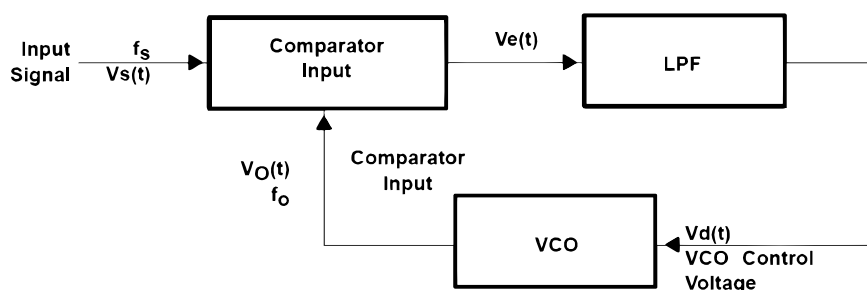 Input
Signal
fS
Vs(t)
Comparator
Input
Ve(t)
LPF
VO(t)
fo
Comparator
Input
VCO
Vd(t)
VCO Control
Voltage